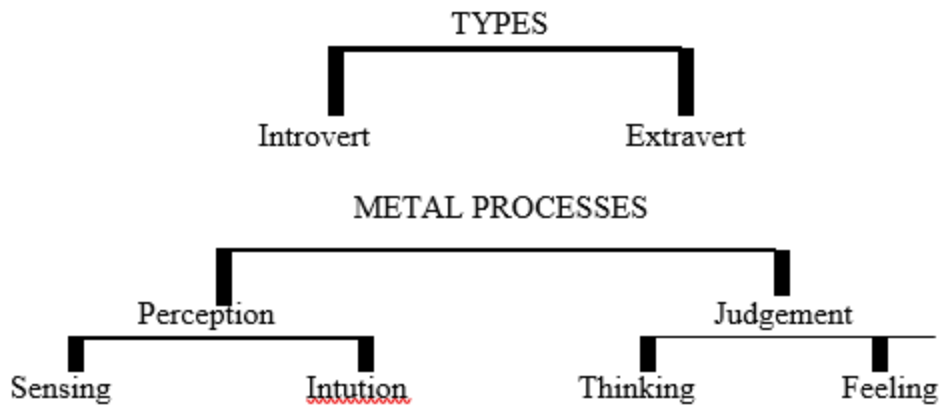 TYPES
Introvert Extravert
METAL PROCESSES
Perception Judgement
Sensing Intution Thinking Feeling